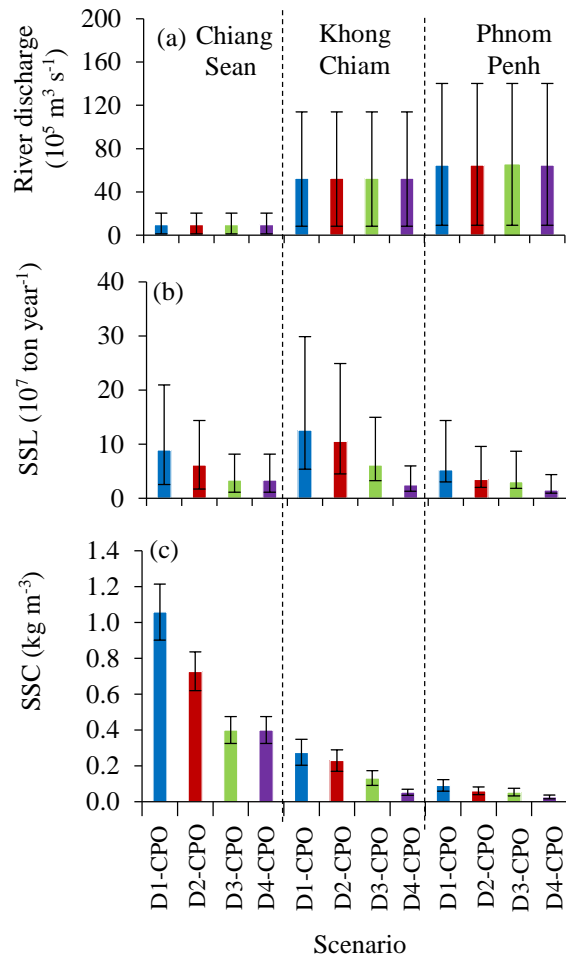 (a)
Chiang
Sean
Khong
Chiam
Phnom
Penh
River discharge
(10⁵ m³ s⁻¹)
200
160
120
80
40
0
(b)
SSL (10⁷ ton year⁻¹)
40
30
20
10
0
(c)
SSC (kg m⁻³)
1.4
1.2
1.0
0.8
0.6
0.4
0.2
0.0
D1-CPO
D2-CPO
D3-CPO
D4-CPO
D1-CPO
D2-CPO
D3-CPO
D4-CPO
D1-CPO
D2-CPO
D3-CPO
D4-CPO
Scenario